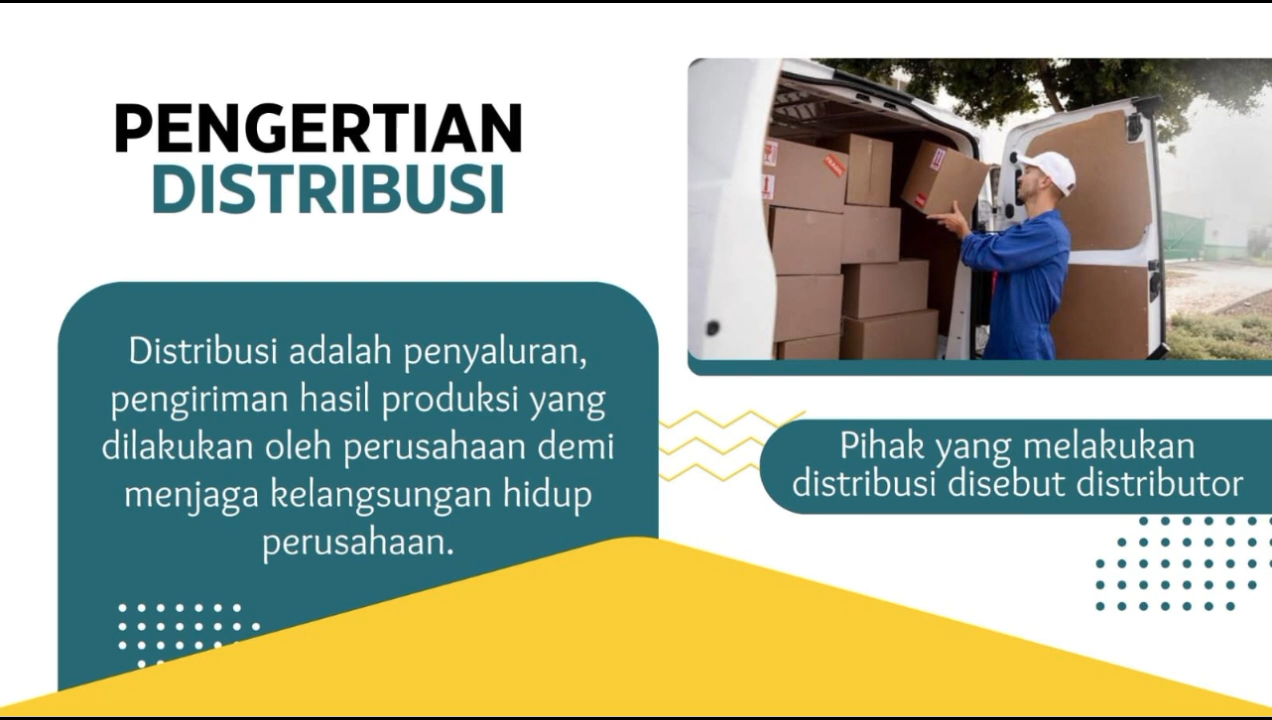 PENGERTIAN
DISTRIBUSI
Distribusi adalah penyaluran,
pengiriman hasil produksi yang
dilakukan oleh perusahaan demi
menjaga kelangsungan hidup
perusahaan.
Pihak yang melakukan
distribusi disebut distributor